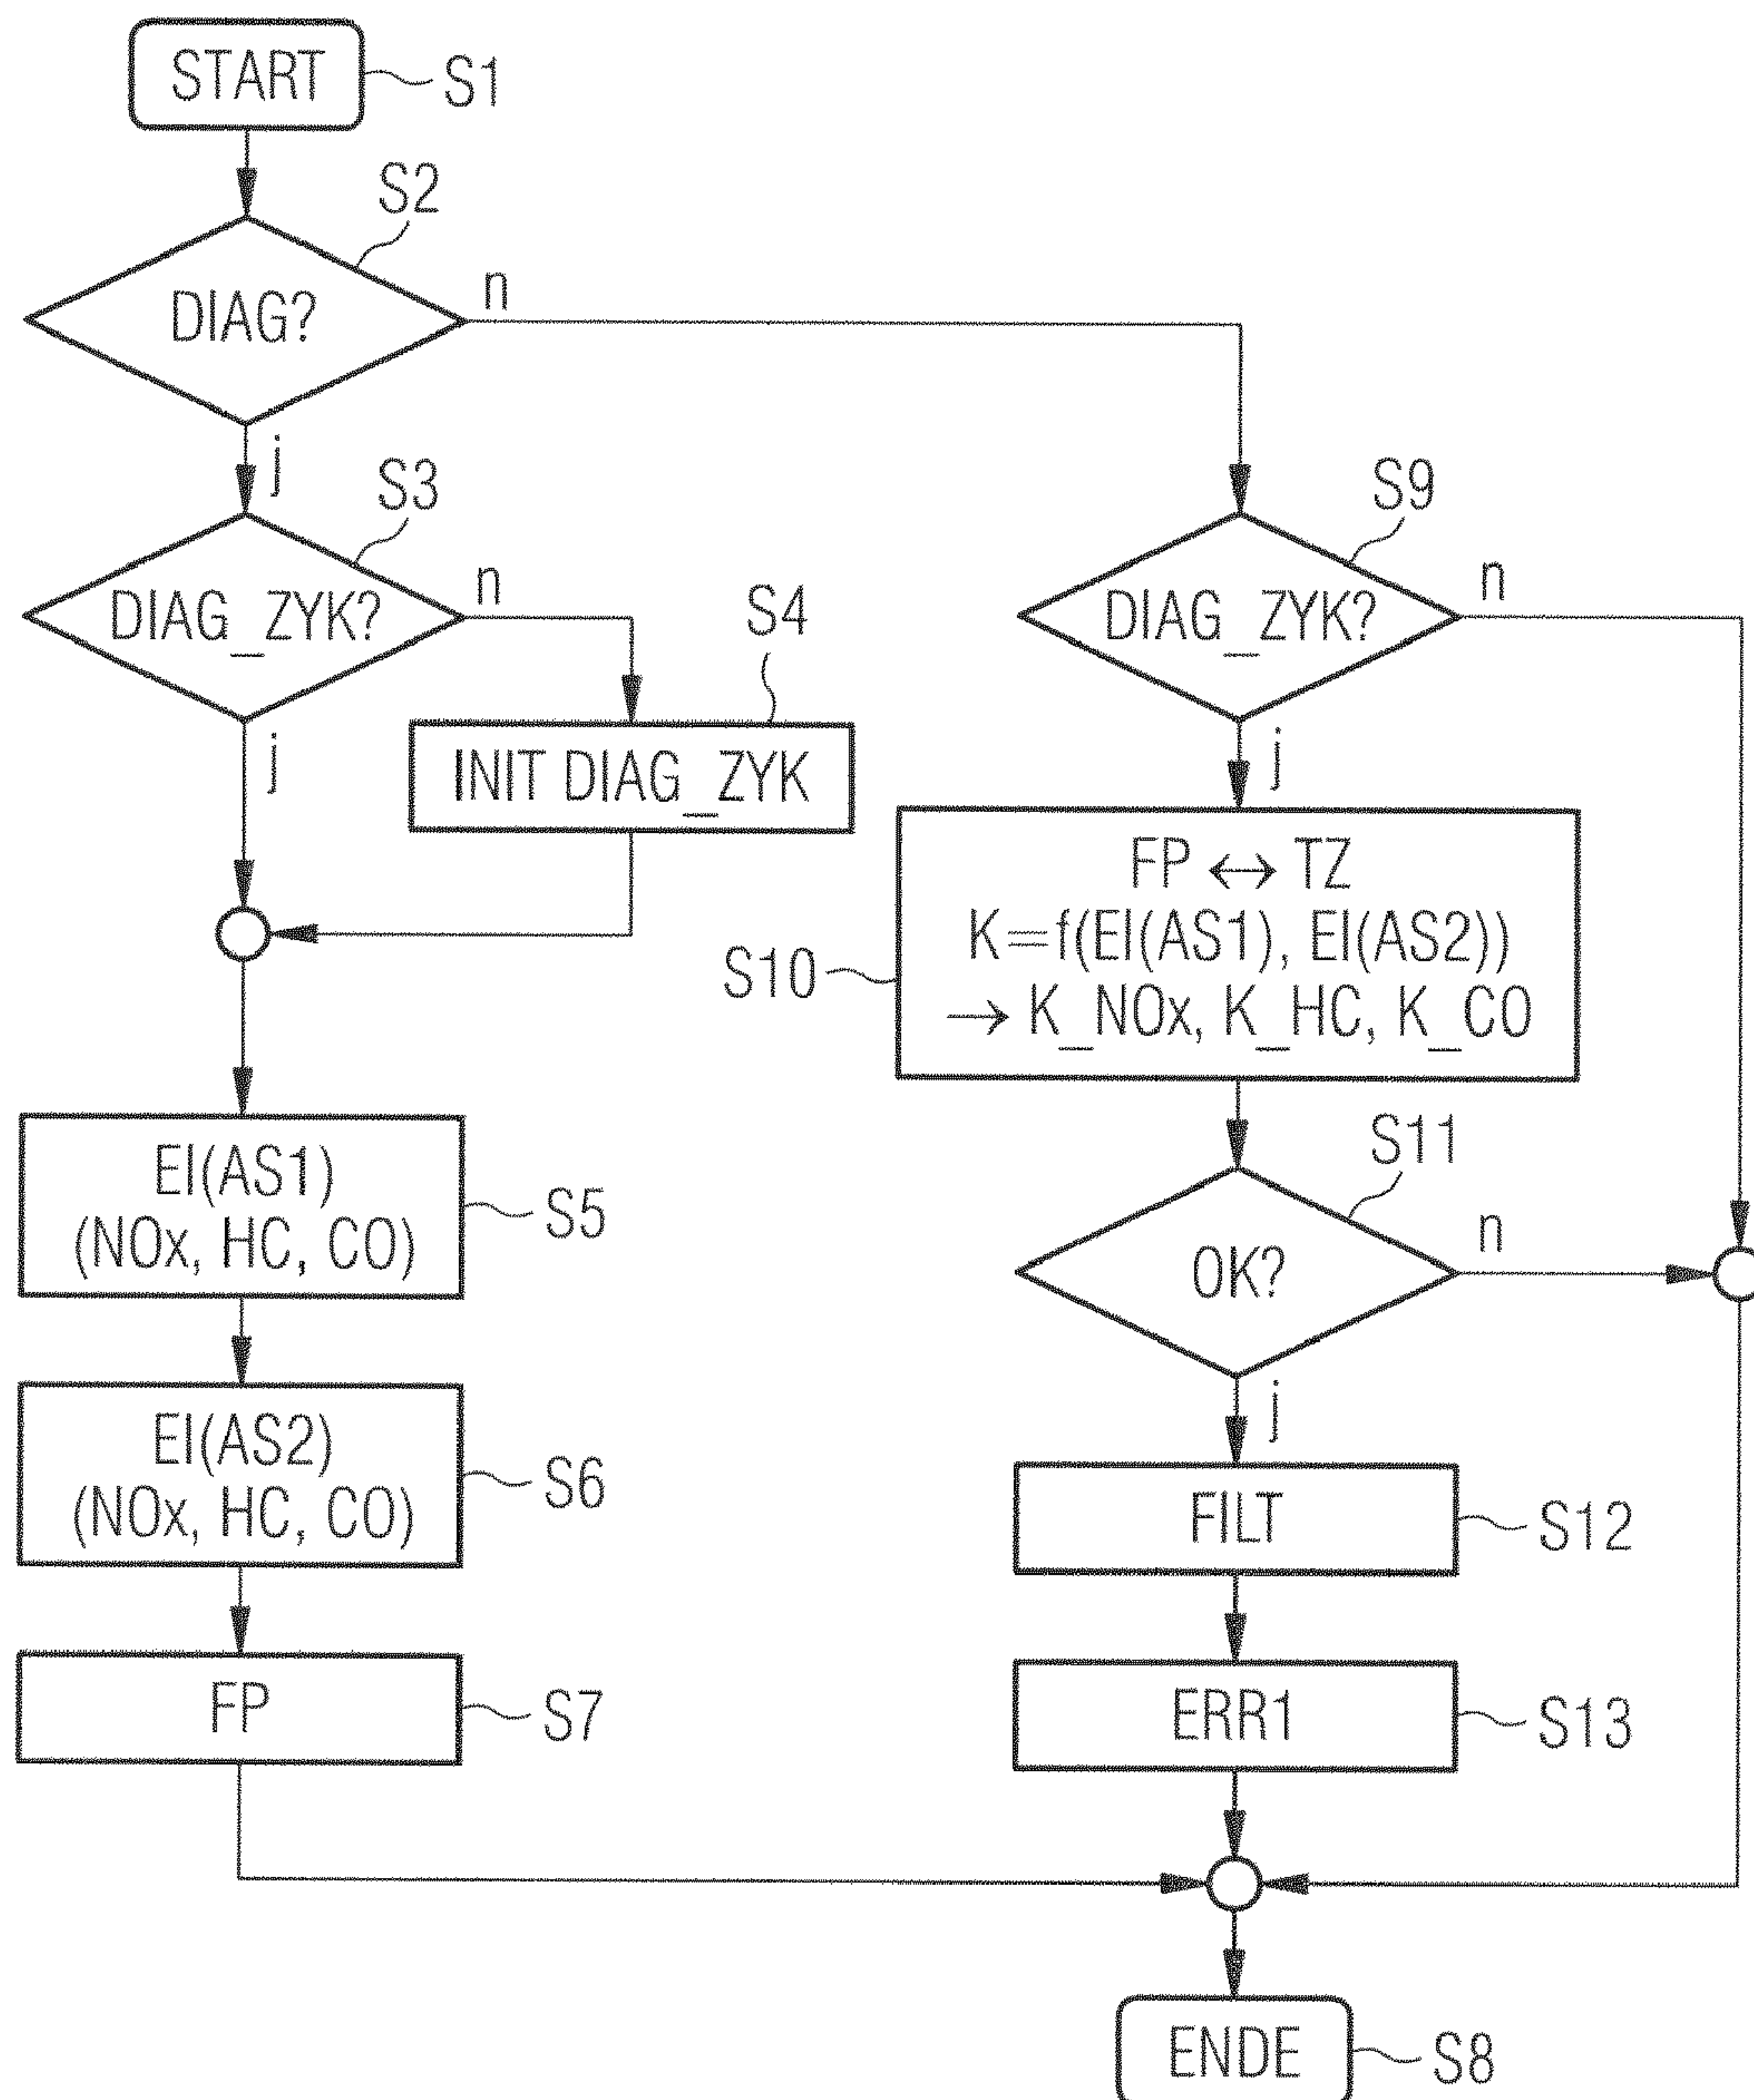 START
S1
S2
DIAG?
n
j
S3
DIAG_ZYK?
n
j
S4
INIT DIAG_ZYK
S9
DIAG_ZYK?
n
j
FP ↔ TZ
K=f(EI(AS1), EI(AS2))
→ K_NOx, K_HC, K_CO
S10
EI(AS1)
(NOx, HC, CO)
S5
S11
OK?
n
j
EI(AS2)
(NOx, HC, CO)
S6
FILT
S12
FP
S7
ERR1
S13
ENDE
S8